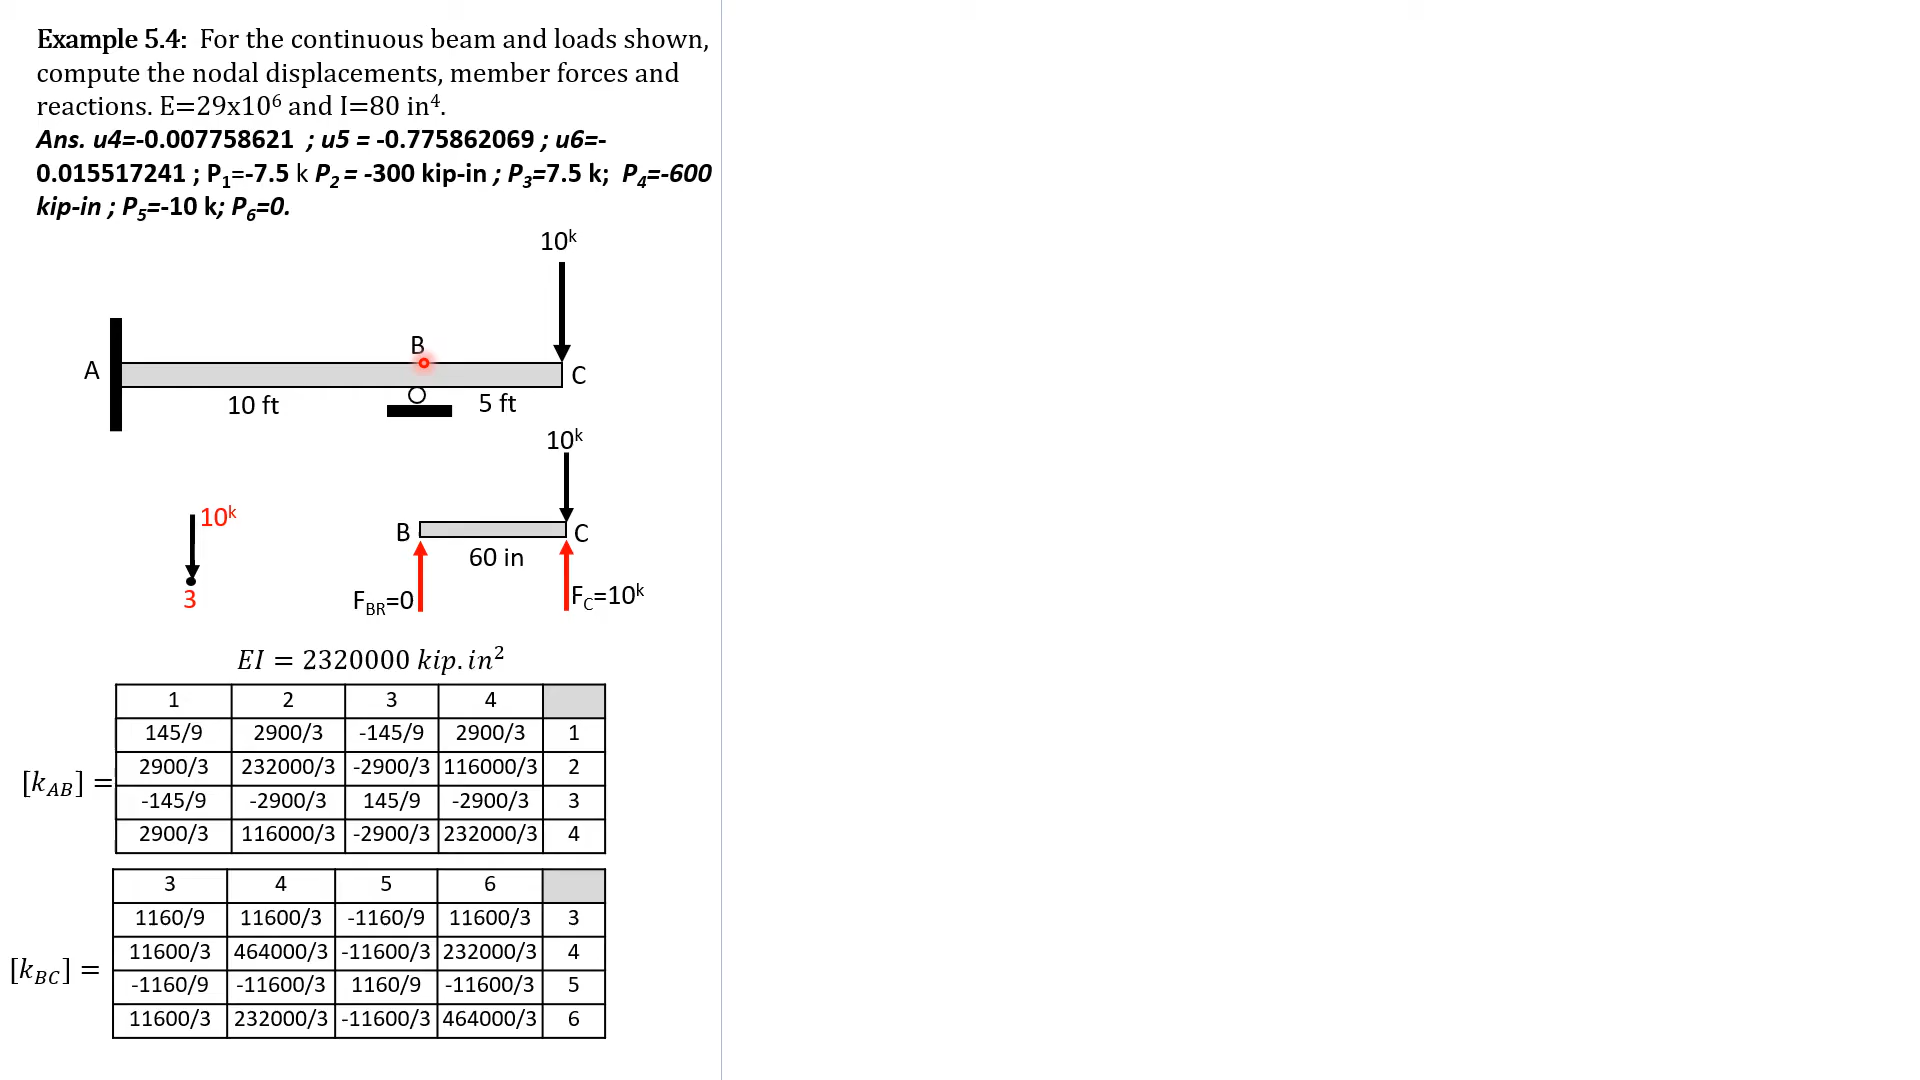 Example 5.4: For the continuous beam and loads shown,
compute the nodal displacements, member forces and
reactions. E=29x10⁶ and I=80 in⁴.
Ans. u4=-0.007758621 ; u5 = -0.775862069 ; u6=-
0.015517241 ; P₁=-7.5 k P₂ = -300 kip-in ; P₃=7.5 k; P₄=-600
kip-in ; P₅=-10 k; P₆=0.
10ᵏ
B
A
C
10 ft
5 ft
10ᵏ
10ᵏ
B
C
60 in
3
F_BR=0
F_C=10ᵏ
EI = 2320000 kip.in²
1 2 3 4
145/9 2900/3 -145/9 2900/3 1
[k_AB] =
2900/3 232000/3 -2900/3 116000/3 2
-145/9 -2900/3 145/9 -2900/3 3
2900/3 116000/3 -2900/3 232000/3 4
3 4 5 6
1160/9 11600/3 -1160/9 11600/3 3
[k_BC] =
11600/3 464000/3 -11600/3 232000/3 4
-1160/9 -11600/3 1160/9 -11600/3 5
11600/3 232000/3 -11600/3 464000/3 6